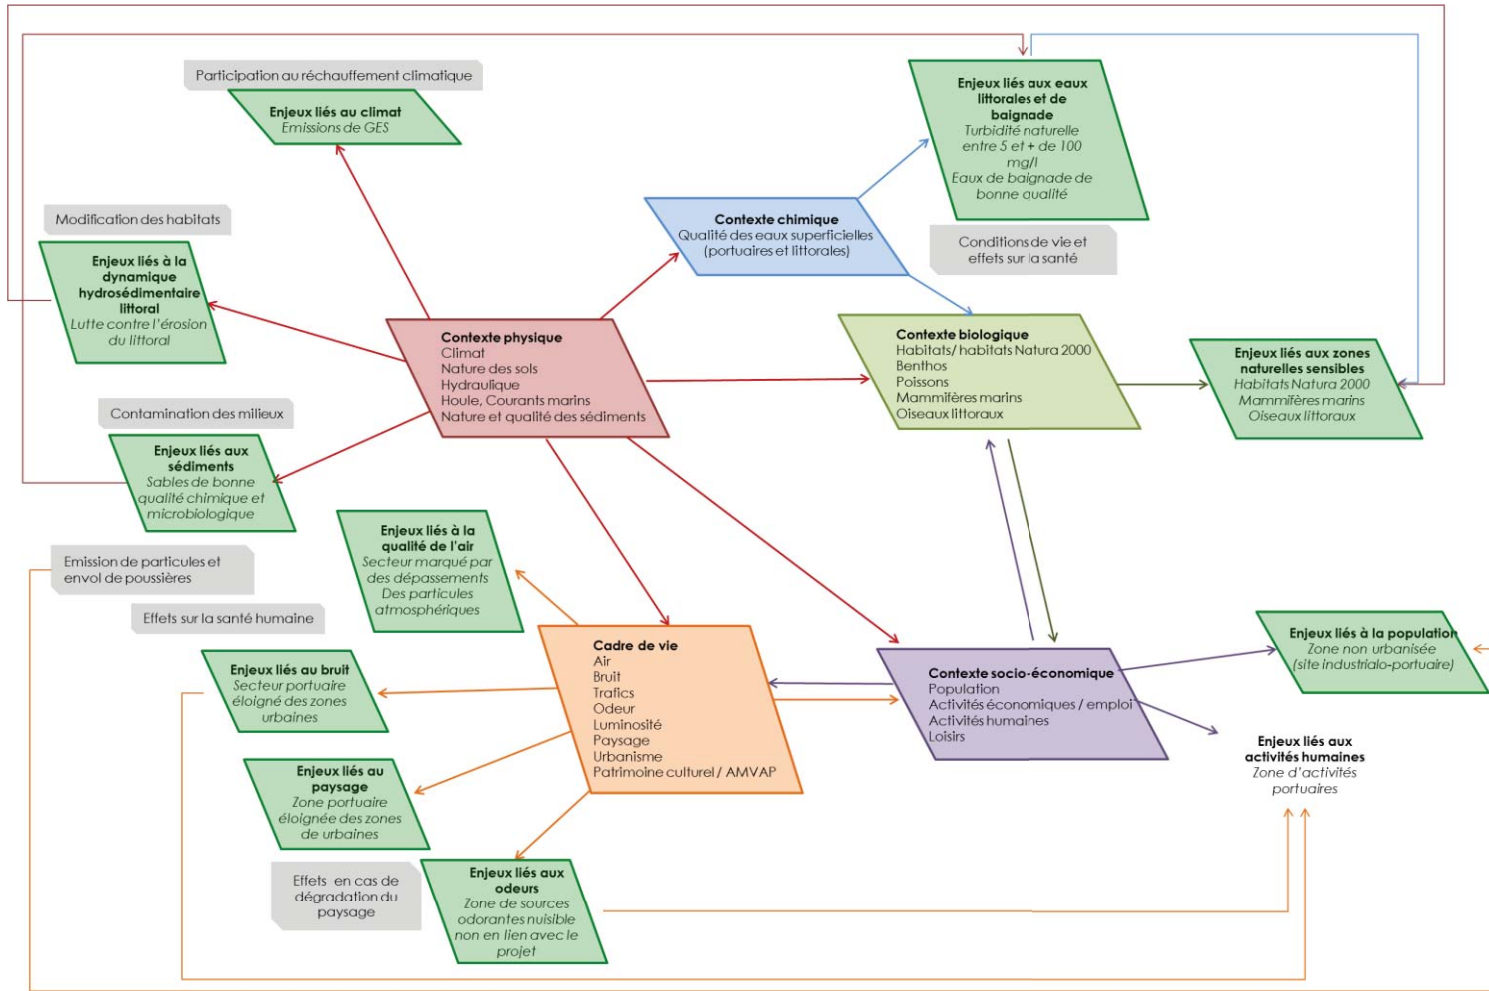 Participation au réchauffement climatique
Enjeux liés au climat
Emissions de GES
Enjeux liés aux eaux
littorales et de
baignade
Turbidité naturelle
entre 5 et + de 100
mg/l
Eaux de baignade de
bonne qualité
Modification des habitats
Contexte chimique
Qualité des eaux superficielles
(portuaires et littorales)
Conditions de vie et
effets sur la santé
Enjeux liés à la
dynamique
hydrosédimentaire
littoral
Lutte contre l'érosion
du littoral
Contexte physique
Climat
Nature des sols
Hydraulique
Houle, Courants marins
Nature et qualité des sédiments
Contexte biologique
Habitats/ habitats Natura 2000
Benthos
Poissons
Mammifères marins
Oiseaux littoraux
Enjeux liés aux zones
naturelles sensibles
Habitats Natura 2000
Mammifères marins
Oiseaux littoraux
Contamination des milieux
Enjeux liés aux
sédiments
Sables de bonne
qualité chimique et
microbiologique
Enjeux liés à la
qualité de l'air
Secteur marqué par
des dépassements
Des particules
atmosphériques
Emission de particules et
envol de poussières
Effets sur la santé humaine
Enjeux liés au bruit
Secteur portuaire
éloigné des zones
urbaines
Cadre de vie
Air
Bruit
Trafics
Odeur
Luminosité
Paysage
Urbanisme
Patrimoine culturel / AMVAP
Contexte socio-économique
Population
Activités économiques / emploi
Activités humaines
Loisirs
Enjeux liés à la population
Zone non urbanisée
(site industrialo-portuaire)
Enjeux liés aux
activités humaines
Zone d'activités
portuaires
Enjeux liés au
paysage
Zone portuaire
éloignée des zones
de urbaines
Effets en cas de
dégradation du
paysage
Enjeux liés aux
odeurs
Zone de sources
odorantes nuisible
non en lien avec le
projet